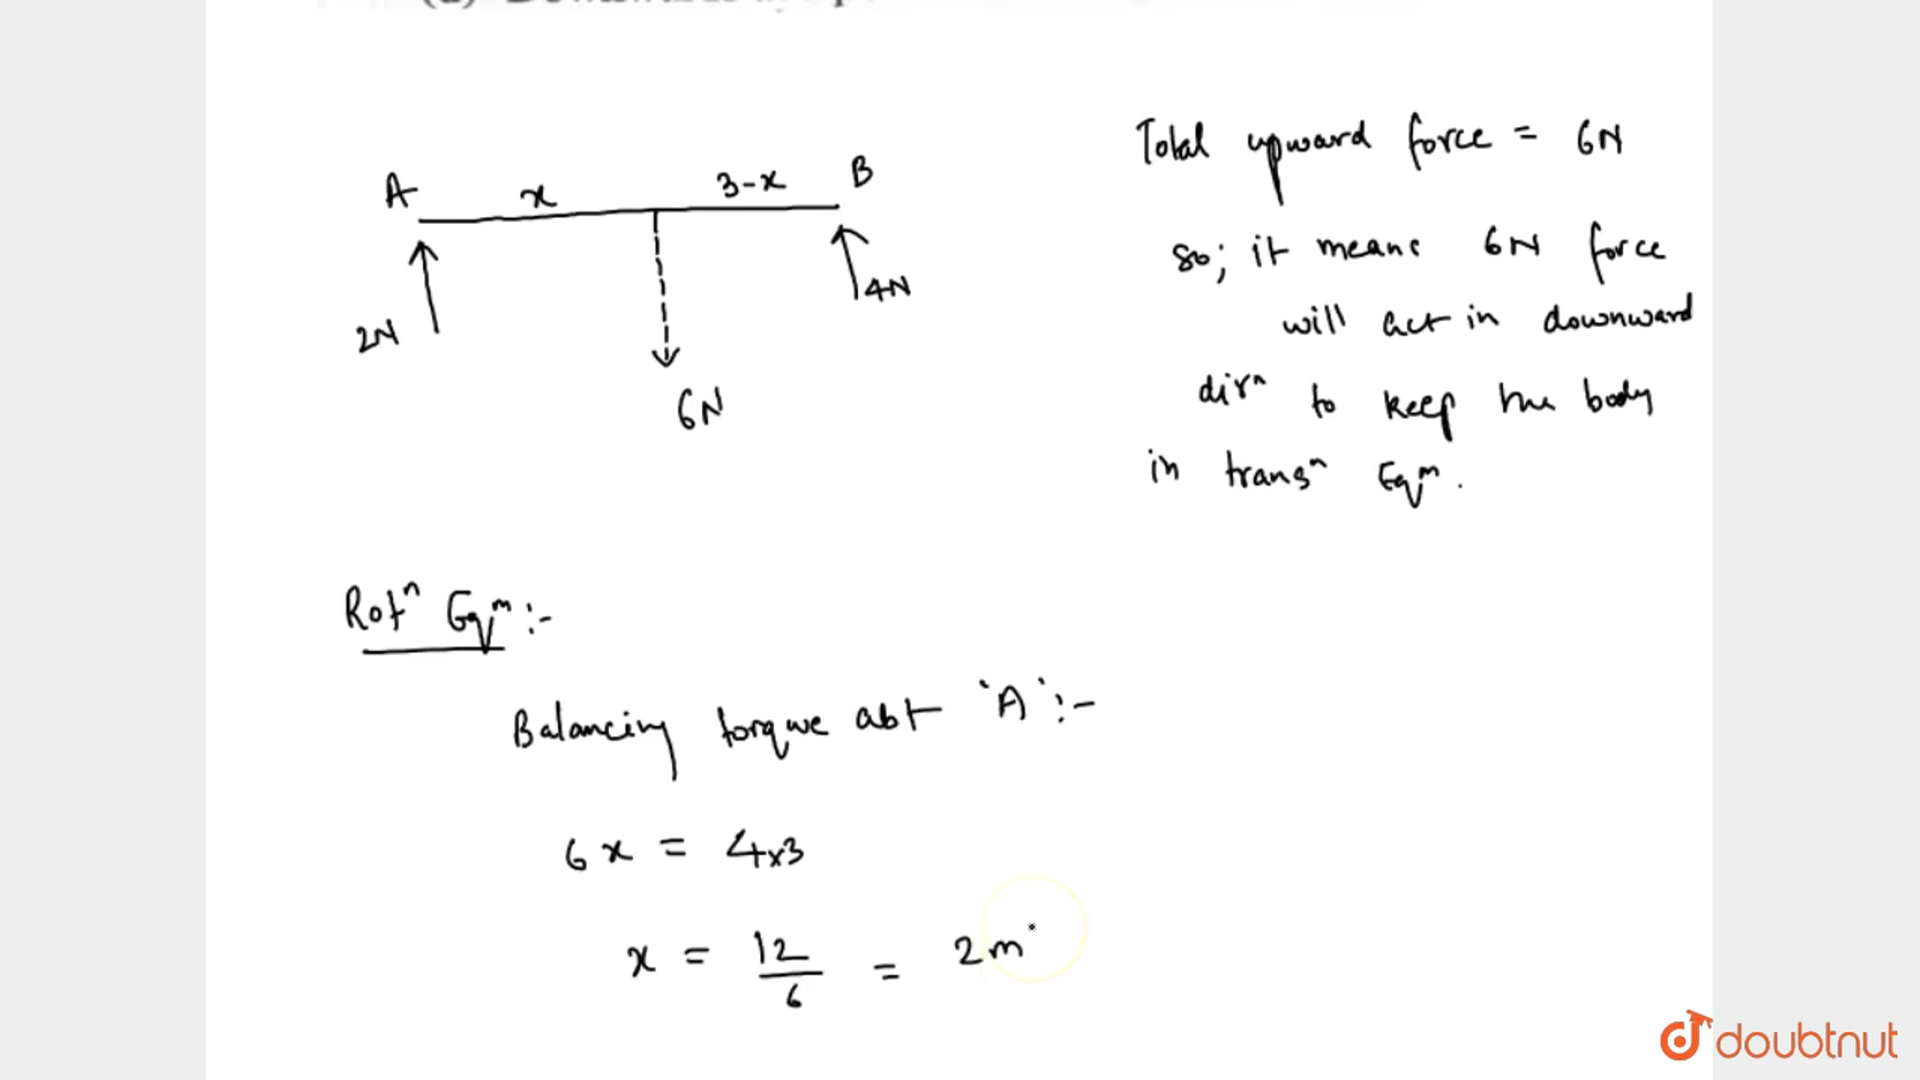 A x 3-x B
2N 4N
6N
Total upward force = 6N
so; it means 6N force
will act in downward
dirⁿ to keep the body
in transⁿ Eqᵐ.
Rotⁿ Eqᵐ :-
Balancing torque abt 'A' :-
6x = 4x3
x = 12/6 = 2m
doubtnut